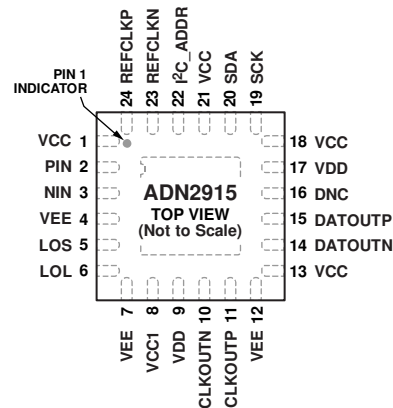 24 REFCLKP
23 REFCLKN
22 I²C_ADDR
21 VCC
20 SDA
19 SCK
PIN 1
INDICATOR
VCC 1
PIN 2
NIN 3
VEE 4
LOS 5
LOL 6
ADN2915
TOP VIEW
(Not to Scale)
18 VCC
17 VDD
16 DNC
15 DATOUTP
14 DATOUTN
13 VCC
VEE 7
VCC1 8
VDD 9
CLKOUTN 10
CLKOUTP 11
VEE 12